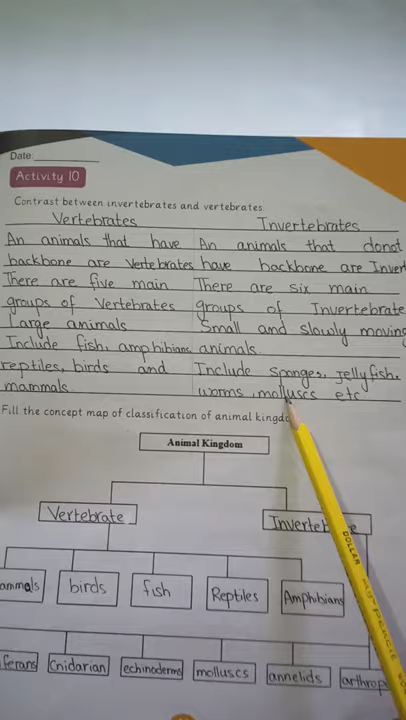 Date:
Activity 10
Contrast between invertebrates and vertebrates.
Vertebrates Invertebrates
An animals that have An animals that donot
backbone are Vertebrates have backbone are Invert
There are five main There are six main
groups of Vertebrates groups of Invertebrate
Large animals Small and slowly moving
Include fish, amphibians animals.
reptiles, birds and Include sponges, jellyfish,
mammals worms, molluscs etc
Fill the concept map of classification of animal kingdo
Animal Kingdom
Vertebrate Invertebr e
ammals birds fish Reptiles Amphibians
ferans Cnidarian echinoderms molluscs annelids arthrop
DOLLAR